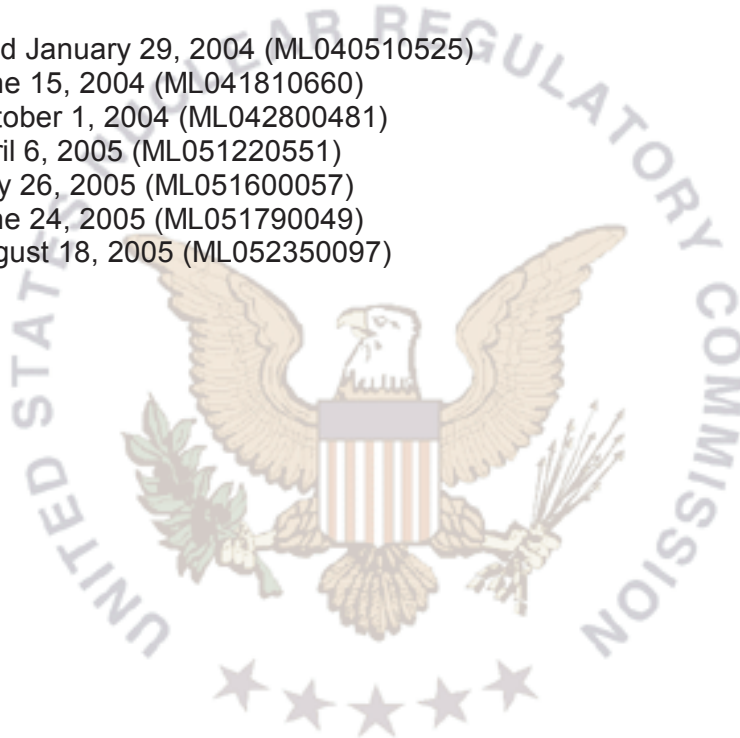 d January 29, 2004 (ML040510525)
ne 15, 2004 (ML041810660)
tober 1, 2004 (ML042800481)
ril 6, 2005 (ML051220551)
y 26, 2005 (ML051600057)
ne 24, 2005 (ML051790049)
gust 18, 2005 (ML052350097)
UNITED STATES NUCLEAR REGULATORY COMMISSION